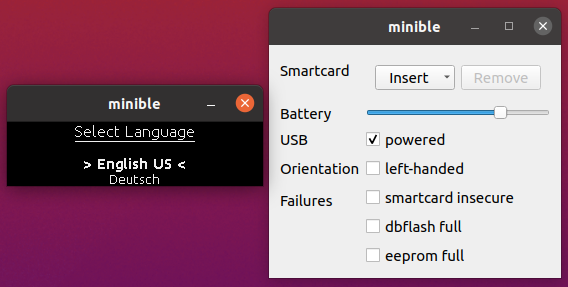 minible
Select Language
> English US <
Deutsch
minible
Smartcard Insert Remove
Battery
USB powered
Orientation left-handed
Failures smartcard insecure
dbflash full
eeprom full